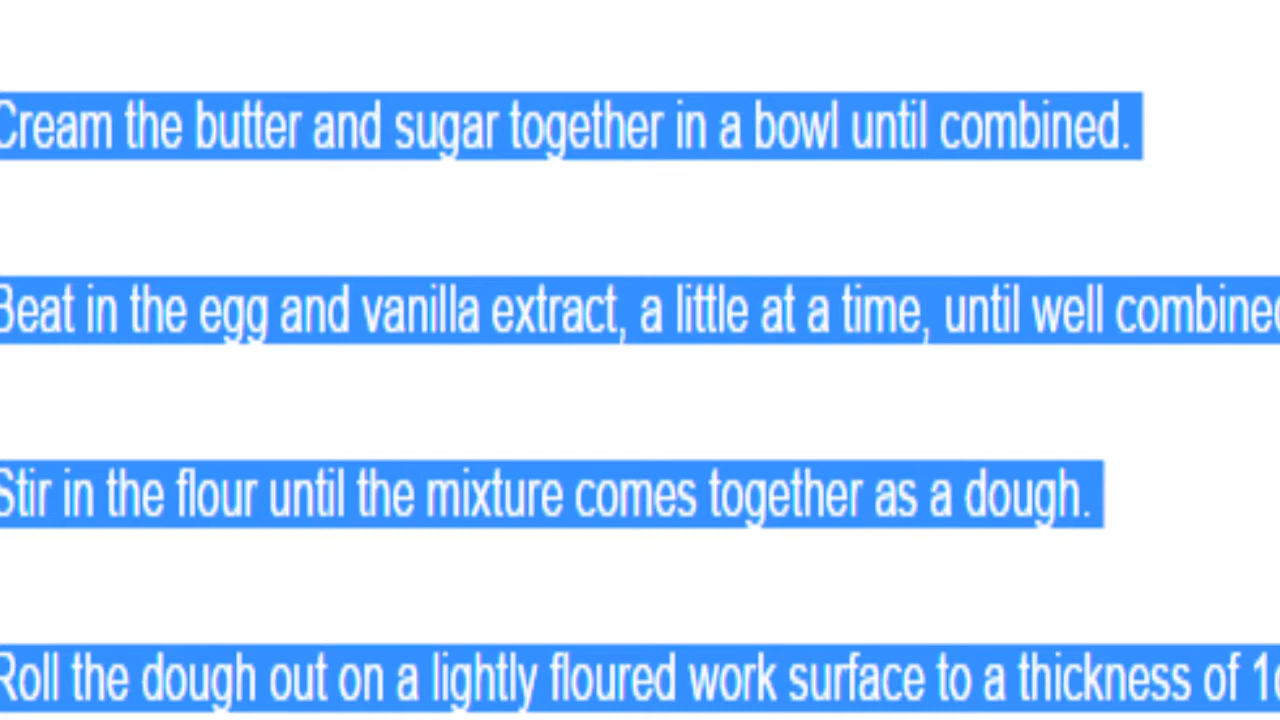 Cream the butter and sugar together in a bowl until combined.
Beat in the egg and vanilla extract, a little at a time, until well combined
Stir in the flour until the mixture comes together as a dough.
Roll the dough out on a lightly floured work surface to a thickness of 1c